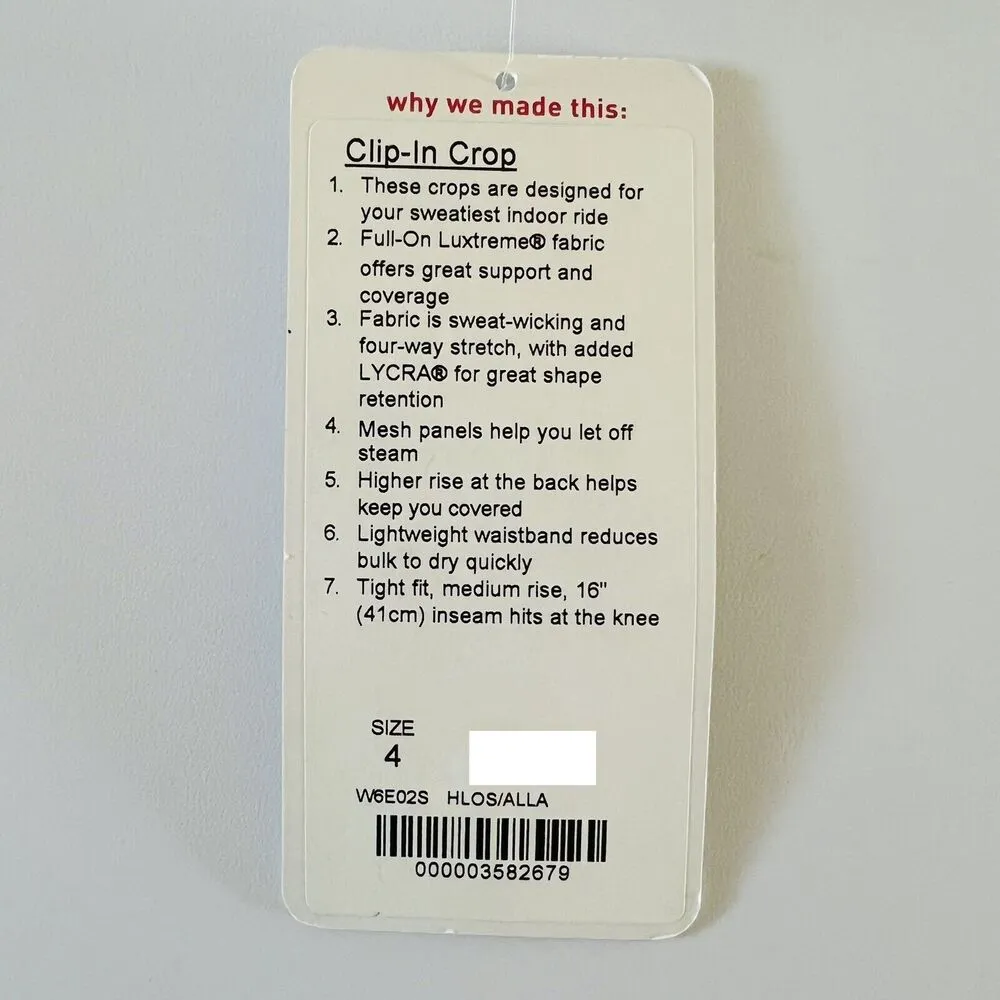 why we made this:
Clip-In Crop
1. These crops are designed for
your sweatiest indoor ride
2. Full-On Luxtreme® fabric
offers great support and
coverage
3. Fabric is sweat-wicking and
four-way stretch, with added
LYCRA® for great shape
retention
4. Mesh panels help you let off
steam
5. Higher rise at the back helps
keep you covered
6. Lightweight waistband reduces
bulk to dry quickly
7. Tight fit, medium rise, 16"
(41cm) inseam hits at the knee
SIZE
4
W6E02S HLOS/ALLA
000003582679